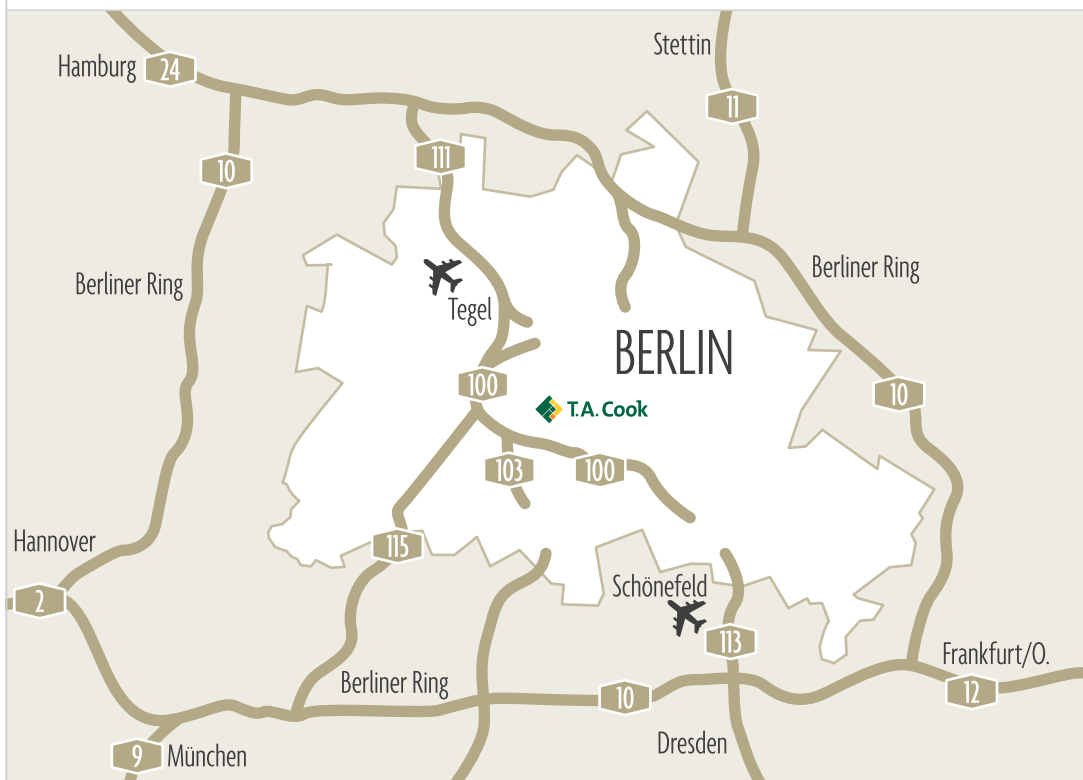 Stettin
Hamburg
24
11
111
10
Berliner Ring
Berliner Ring
Tegel
BERLIN
100
10
T.A. Cook
103
100
Hannover
115
Schönefeld
2
113
Frankfurt/O.
Berliner Ring
10
12
Dresden
9
München